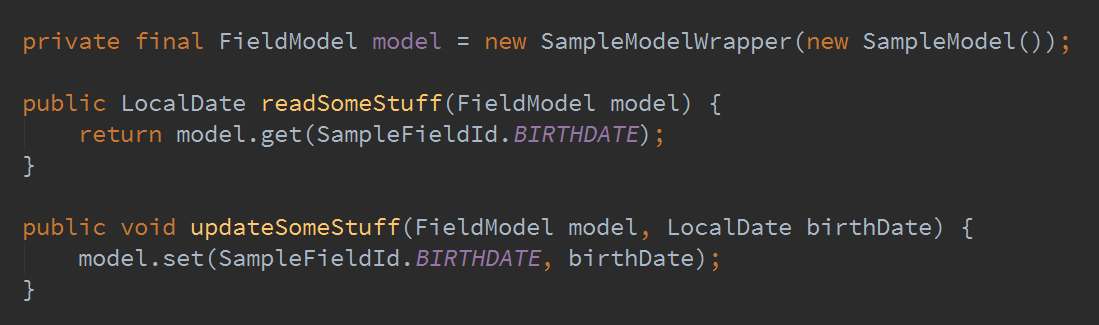 private final FieldModel model = new SampleModelWrapper(new SampleModel());
public LocalDate readSomeStuff(FieldModel model) {
return model.get(SampleFieldId.BIRTHDATE);
}
public void updateSomeStuff(FieldModel model, LocalDate birthDate) {
model.set(SampleFieldId.BIRTHDATE, birthDate);
}